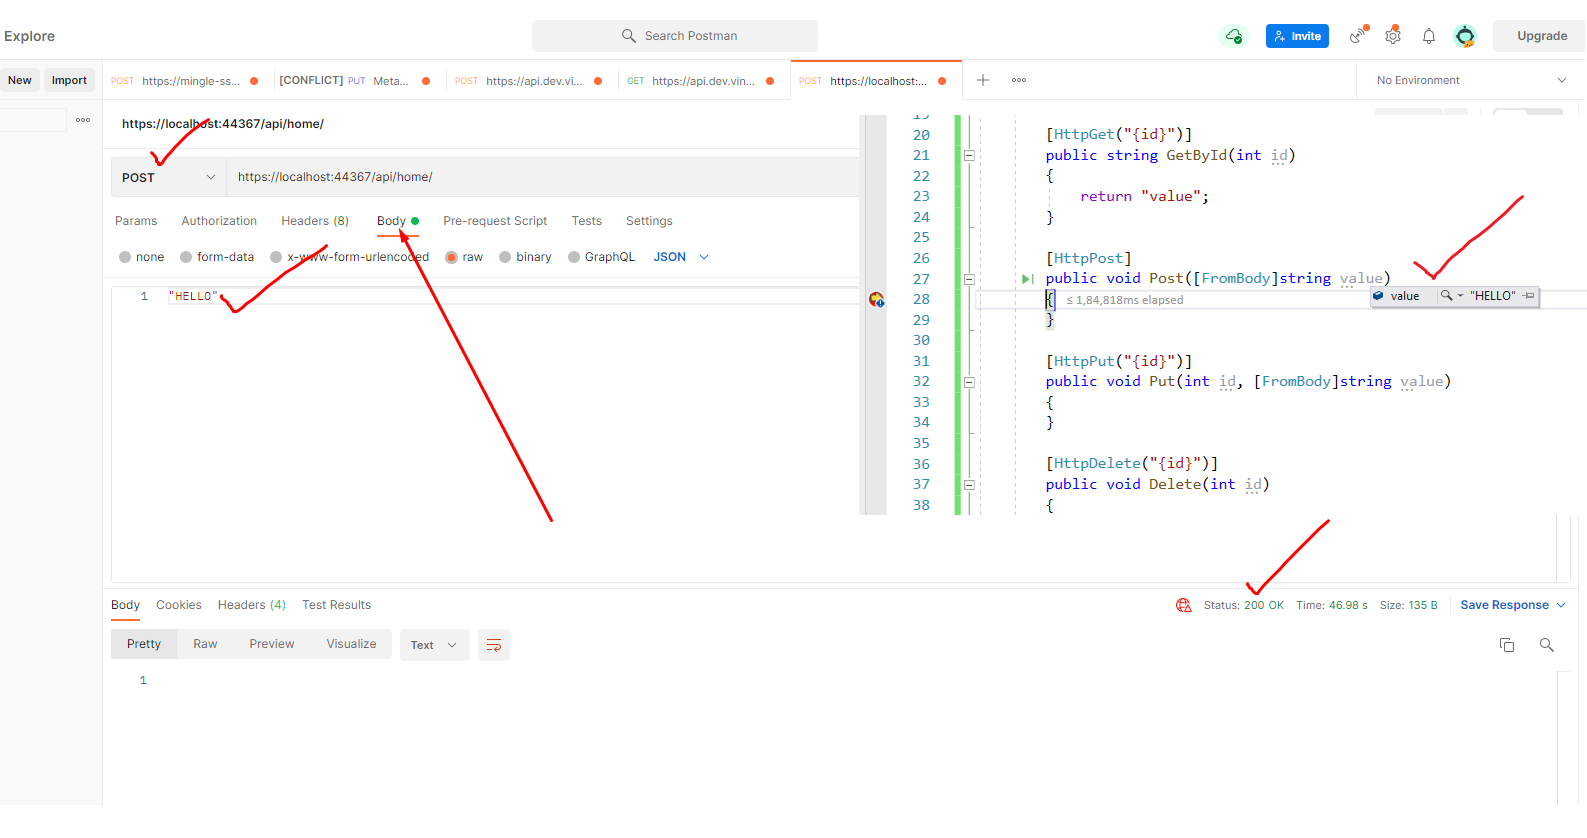 Explore
Search Postman
Invite
Upgrade
New
Import
POST https://mingle-ss...
[CONFLICT] PUT Meta...
POST https://api.dev.vi...
GET https://api.dev.vin...
POST https://localhost:...
No Environment
https://localhost:44367/api/home/
POST
https://localhost:44367/api/home/
Params Authorization Headers (8) Body Pre-request Script Tests Settings
none form-data x-www-form-urlencoded raw binary GraphQL JSON
1 "HELLO"
19
20 [HttpGet("{id}")]
21 public string GetById(int id)
22 {
23 return "value";
24 }
25
26 [HttpPost]
27 public void Post([FromBody]string value)
28 { ≤ 1,84,818ms elapsed
value "HELLO"
29 }
30
31 [HttpPut("{id}")]
32 public void Put(int id, [FromBody]string value)
33 {
34 }
35
36 [HttpDelete("{id}")]
37 public void Delete(int id)
38 {
Body Cookies Headers (4) Test Results
Status: 200 OK Time: 46.98 s Size: 135 B Save Response
Pretty Raw Preview Visualize Text
1